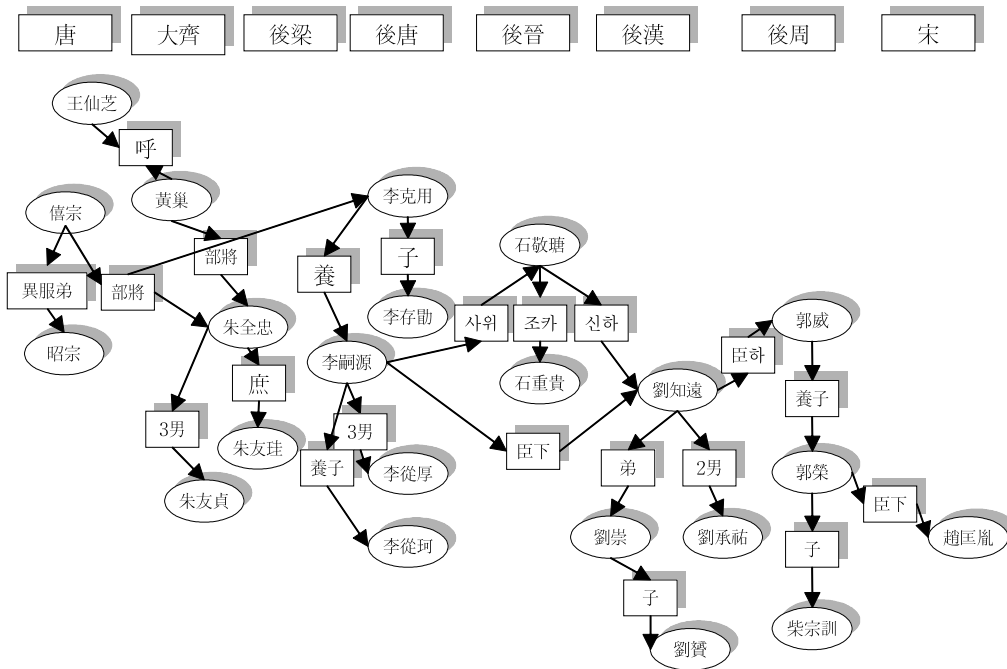 唐
大齊
後梁
後唐
後晉
後漢
後周
宋
王仙芝
呼
黃巢
李克用
僖宗
石敬瑭
部將
子
養
異服弟
部將
李存勖
사위
조카
신하
郭威
朱全忠
昭宗
李嗣源
臣하
庶
石重貴
劉知遠
養子
3男
3男
朱友珪
臣下
養子
李從厚
弟
2男
郭榮
朱友貞
臣下
劉崇
劉承祐
趙匡胤
李從珂
子
子
柴宗訓
劉贇